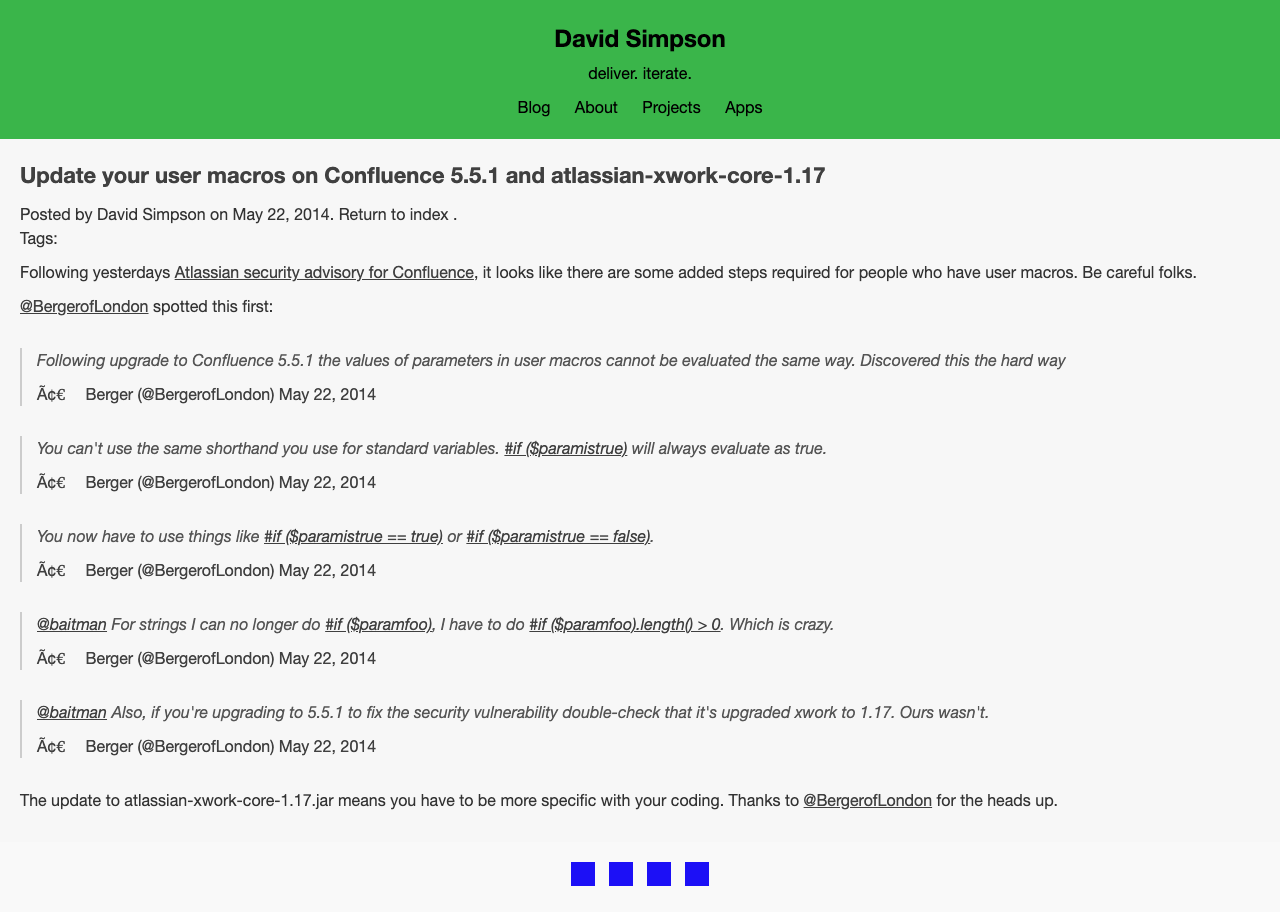 David Simpson
deliver. iterate.
Blog About Projects Apps
Update your user macros on Confluence 5.5.1 and atlassian-xwork-core-1.17
Posted by David Simpson on May 22, 2014. Return to index .
Tags:
Following yesterdays Atlassian security advisory for Confluence, it looks like there are some added steps required for people who have user macros. Be careful folks.
@BergerofLondon spotted this first:
Following upgrade to Confluence 5.5.1 the values of parameters in user macros cannot be evaluated the same way. Discovered this the hard way
Ã¢€ Berger (@BergerofLondon) May 22, 2014
You can't use the same shorthand you use for standard variables. #if ($paramistrue) will always evaluate as true.
Ã¢€ Berger (@BergerofLondon) May 22, 2014
You now have to use things like #if ($paramistrue == true) or #if ($paramistrue == false).
Ã¢€ Berger (@BergerofLondon) May 22, 2014
@baitman For strings I can no longer do #if ($paramfoo), I have to do #if ($paramfoo).length() > 0. Which is crazy.
Ã¢€ Berger (@BergerofLondon) May 22, 2014
@baitman Also, if you're upgrading to 5.5.1 to fix the security vulnerability double-check that it's upgraded xwork to 1.17. Ours wasn't.
Ã¢€ Berger (@BergerofLondon) May 22, 2014
The update to atlassian-xwork-core-1.17.jar means you have to be more specific with your coding. Thanks to @BergerofLondon for the heads up.